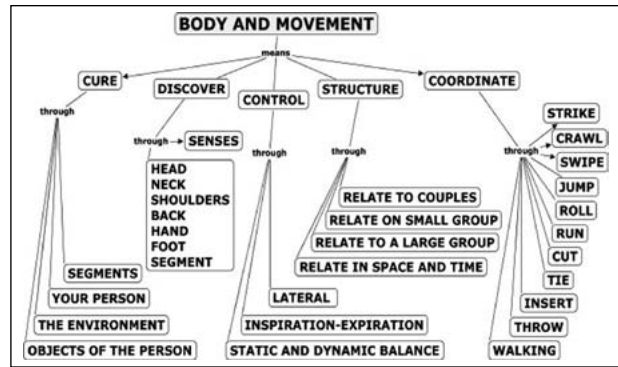 BODY AND MOVEMENT
means
CURE
DISCOVER
CONTROL
STRUCTURE
COORDINATE
through
SEGMENTS
YOUR PERSON
THE ENVIRONMENT
OBJECTS OF THE PERSON
through
SENSES
HEAD
NECK
SHOULDERS
BACK
HAND
FOOT
SEGMENT
through
LATERAL
INSPIRATION-EXPIRATION
STATIC AND DYNAMIC BALANCE
through
RELATE TO COUPLES
RELATE ON SMALL GROUP
RELATE TO A LARGE GROUP
RELATE IN SPACE AND TIME
through
STRIKE
CRAWL
SWIPE
JUMP
ROLL
RUN
CUT
TIE
INSERT
THROW
WALKING